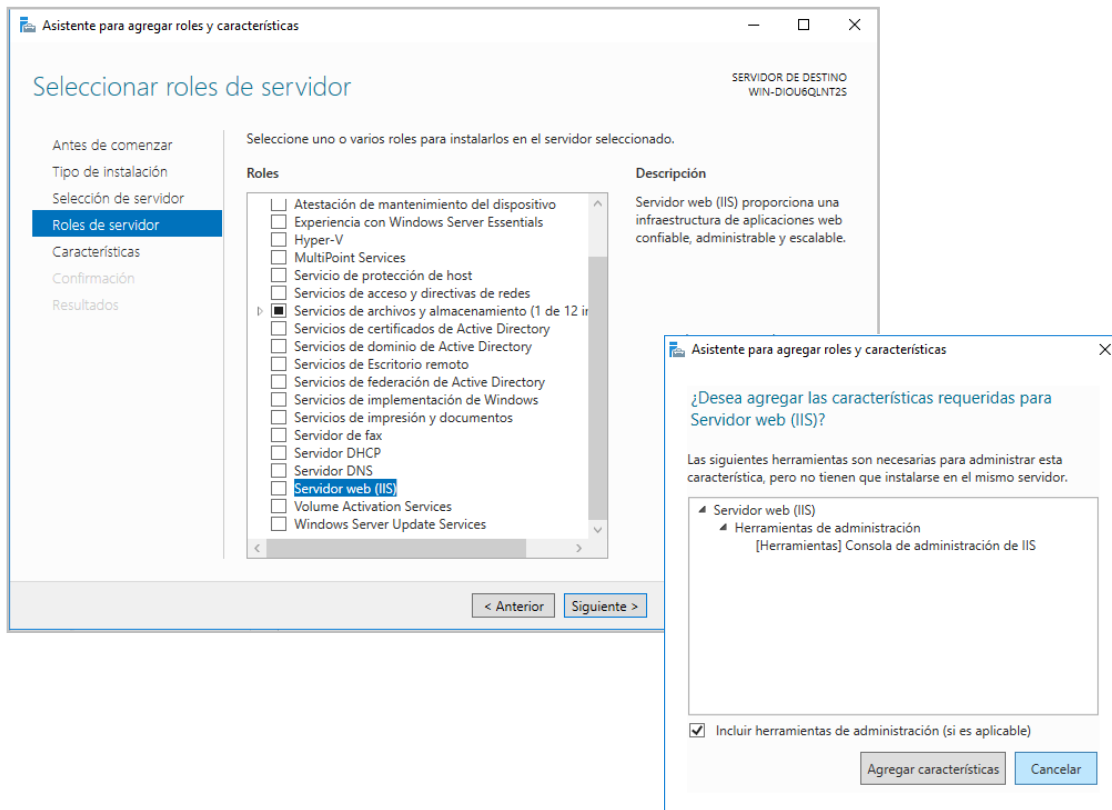 Asistente para agregar roles y características
Seleccionar roles de servidor
SERVIDOR DE DESTINO
WIN-DIOU6QLNT2S
Antes de comenzar
Tipo de instalación
Selección de servidor
Roles de servidor
Características
Confirmación
Resultados
Seleccione uno o varios roles para instalarlos en el servidor seleccionado.
Roles
Atestación de mantenimiento del dispositivo
Experiencia con Windows Server Essentials
Hyper-V
MultiPoint Services
Servicio de protección de host
Servicios de acceso y directivas de redes
Servicios de archivos y almacenamiento (1 de 12 in
Servicios de certificados de Active Directory
Servicios de dominio de Active Directory
Servicios de Escritorio remoto
Servicios de federación de Active Directory
Servicios de implementación de Windows
Servicios de impresión y documentos
Servidor de fax
Servidor DHCP
Servidor DNS
Servidor web (IIS)
Volume Activation Services
Windows Server Update Services
Descripción
Servidor web (IIS) proporciona una
infraestructura de aplicaciones web
confiable, administrable y escalable.
< Anterior
Siguiente >
Asistente para agregar roles y características
¿Desea agregar las características requeridas para
Servidor web (IIS)?
Las siguientes herramientas son necesarias para administrar esta
característica, pero no tienen que instalarse en el mismo servidor.
Servidor web (IIS)
Herramientas de administración
[Herramientas] Consola de administración de IIS
Incluir herramientas de administración (si es aplicable)
Agregar características
Cancelar